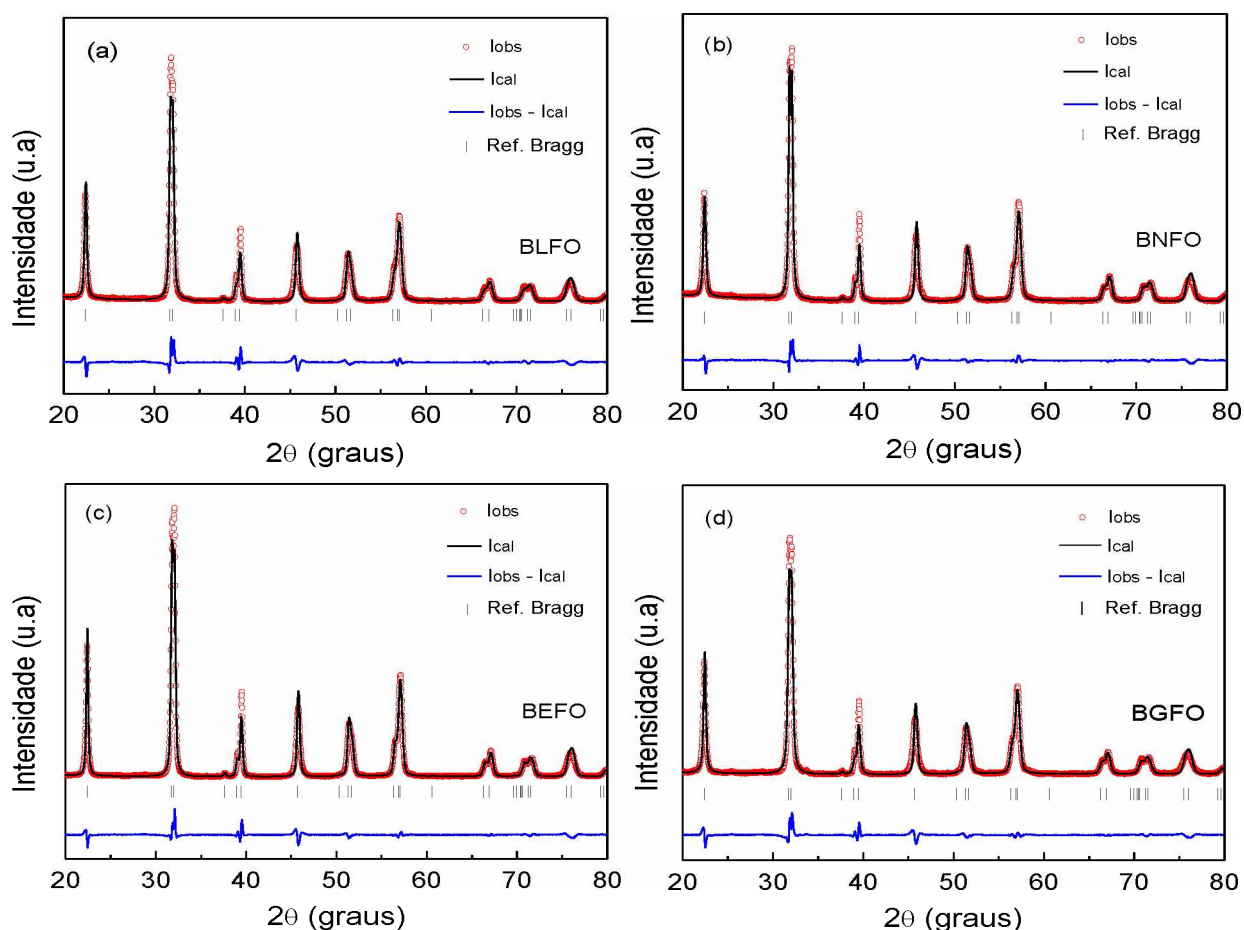 (a)
Iobs
Ical
Iobs - Ical
Ref. Bragg
BLFO
Intensidade (u.a)
20 30 40 50 60 70 80
2θ (graus)
(b)
Iobs
Ical
Iobs - Ical
Ref. Bragg
BNFO
Intensidade (u.a)
20 30 40 50 60 70 80
2θ (graus)
(c)
Iobs
Ical
Iobs - Ical
Ref. Bragg
BEFO
Intensidade (u.a)
20 30 40 50 60 70 80
2θ (graus)
(d)
Iobs
Ical
Iobs - Ical
Ref. Bragg
BGFO
Intensidade (u.a)
20 30 40 50 60 70 80
2θ (graus)